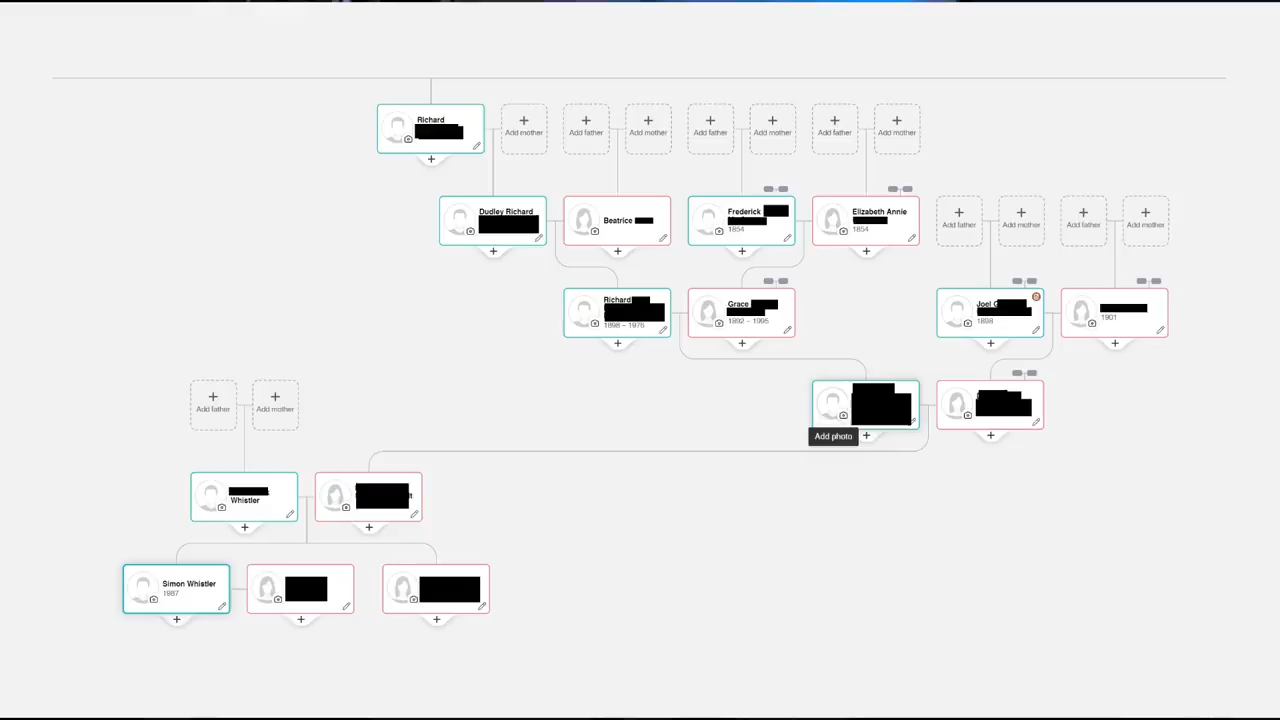 Richard
+ + + + + + +
Add mother Add father Add mother Add father Add mother Add father Add mother
+
Dudley Richard
Beatrice
Frederick
1854
Elizabeth Annie
1854
+ + + +
Add father Add mother Add father Add mother
+ + + +
Richard
1898 – 1976
Grace
1892 – 1995
Joel G
1898
1901
+ + + +
+ +
Add father Add mother
Add photo
+ +
Whistler
+ +
Simon Whistler
1987
+ + +